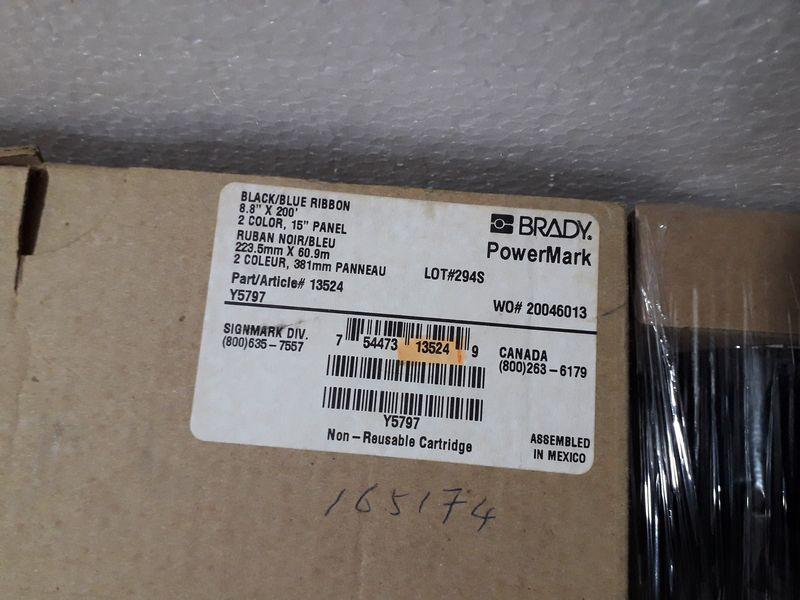 BLACK/BLUE RIBBON
8.8" X 200'
2 COLOR, 15" PANEL
RUBAN NOIR/BLEU
223.5mm X 60.9m
2 COLEUR, 381mm PANNEAU
Part/Article# 13524
Y5797
BRADY.
PowerMark
LOT#294S
WO# 20046013
SIGNMARK DIV.
(800)635-7557
7 54473 13524 9
CANADA
(800)263-6179
Y5797
Non-Reusable Cartridge
ASSEMBLED
IN MEXICO
165174